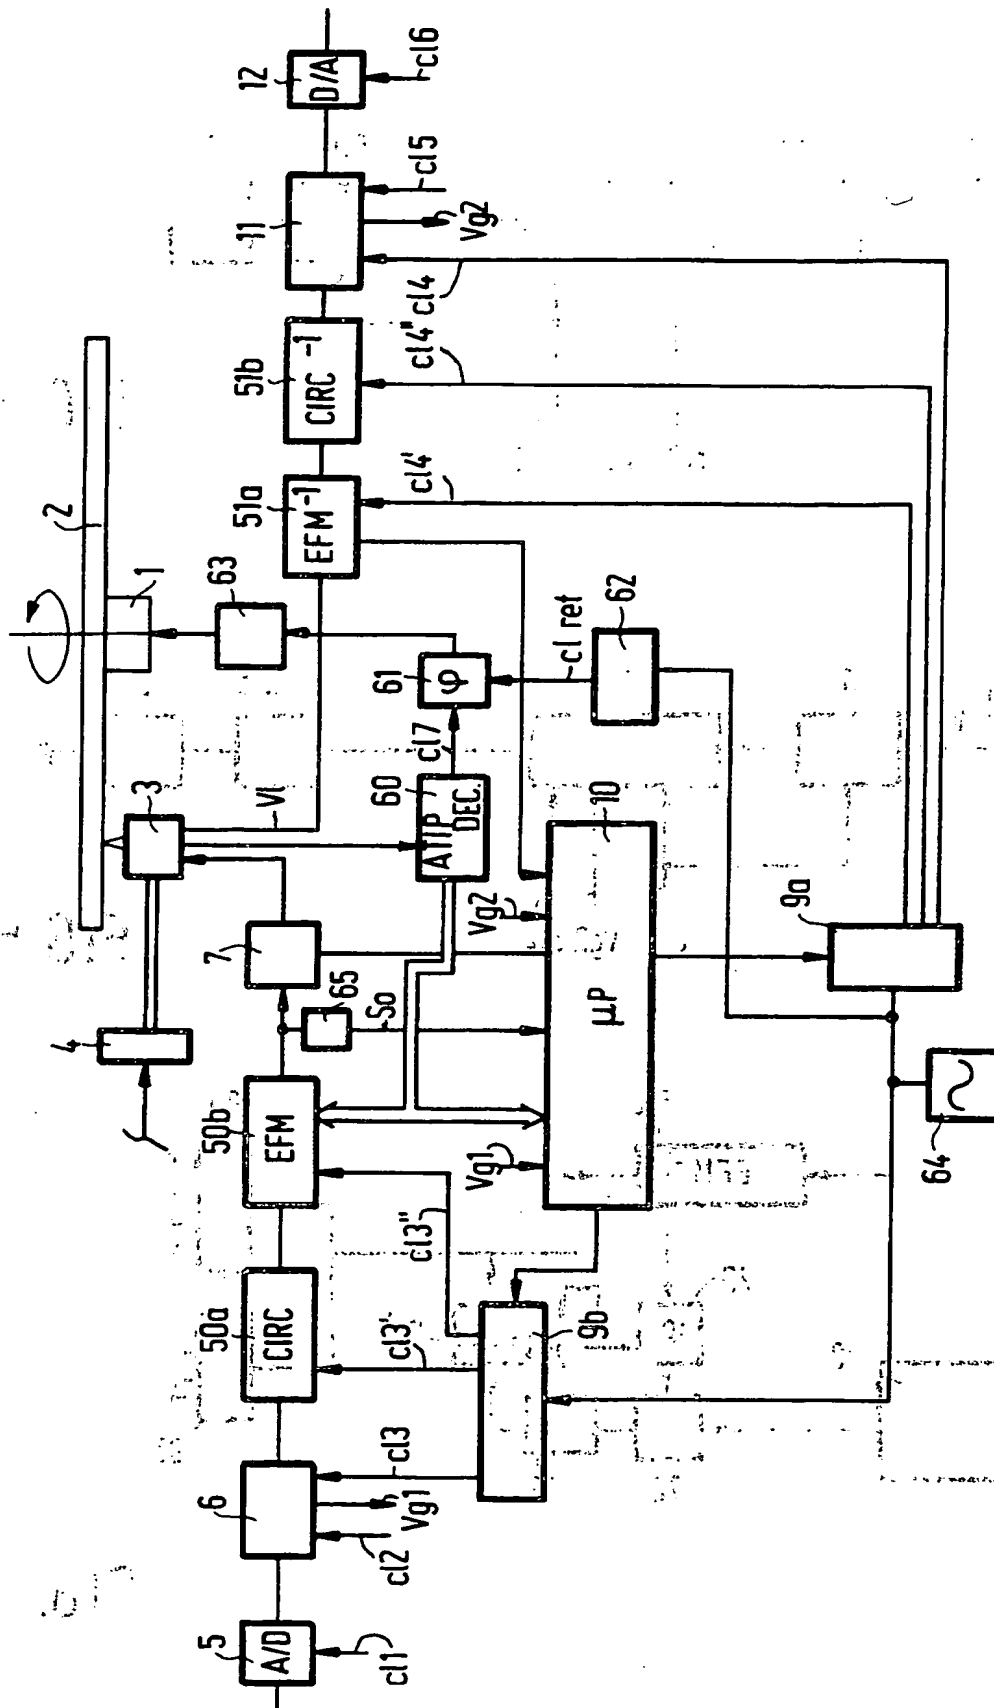 2
1
3
4
63
Vl
12
D/A
cl6
11
cl5
Vg2
cl4
51b
CIRC⁻¹
cl4"
51a
EFM⁻¹
cl4'
61
φ
cl ref
62
cl7
60
ATIP DEC.
7
65
So
50b
EFM
50a
CIRC
6
Vg1
cl2
cl3
5
A/D
cl1
cl3'
cl3"
10
μP
Vg2
Vg1
9a
9b
64